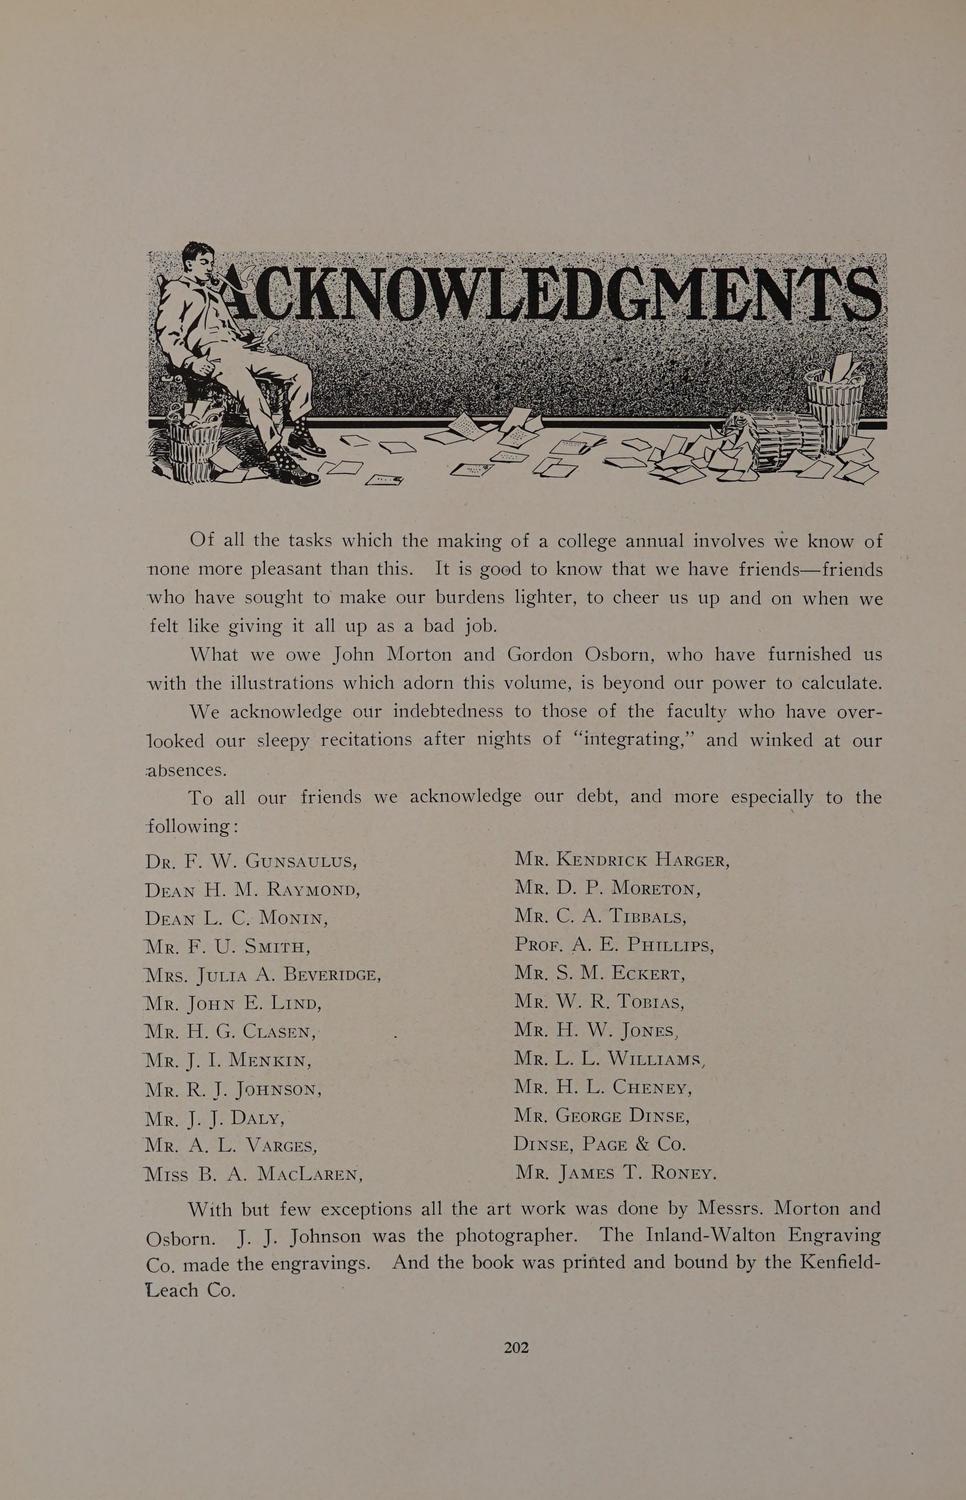 ACKNOWLEDGMENTS
Of all the tasks which the making of a college annual involves we know of
none more pleasant than this. It is good to know that we have friends—friends
who have sought to make our burdens lighter, to cheer us up and on when we
felt like giving it all up as a bad job.
What we owe John Morton and Gordon Osborn, who have furnished us
with the illustrations which adorn this volume, is beyond our power to calculate.
We acknowledge our indebtedness to those of the faculty who have over-
looked our sleepy recitations after nights of “integrating,” and winked at our
absences.
To all our friends we acknowledge our debt, and more especially to the
following:
Dr. F. W. Gunsaulus,
Dean H. M. Raymond,
Dean L. C. Monin,
Mr. F. U. Smith,
Mrs. Julia A. Beveridge,
Mr. John E. Lind,
Mr. H. G. Clasen,
Mr. J. I. Menkin,
Mr. R. J. Johnson,
Mr. J. J. Daly,
Mr. A. L. Varges,
Miss B. A. MacLaren,
Mr. Kendrick Harger,
Mr. D. P. Moreton,
Mr. C. A. Tibbals,
Prof. A. E. Phillips,
Mr. S. M. Eckert,
Mr. W. R. Tobias,
Mr. H. W. Jones,
Mr. L. L. Williams,
Mr. H. L. Cheney,
Mr. George Dinse,
Dinse, Page & Co.
Mr. James T. Roney.
With but few exceptions all the art work was done by Messrs. Morton and
Osborn. J. J. Johnson was the photographer. The Inland-Walton Engraving
Co. made the engravings. And the book was printed and bound by the Kenfield-
Leach Co.
202